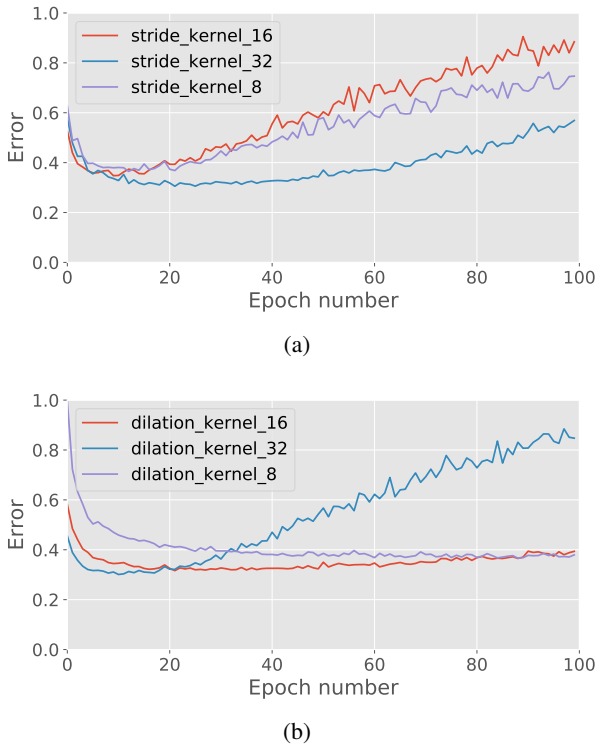 1.0
0.8
0.6
0.4
0.2
0.0
Error
stride_kernel_16
stride_kernel_32
stride_kernel_8
0 20 40 60 80 100
Epoch number
(a)
1.0
0.8
0.6
0.4
0.2
0.0
Error
dilation_kernel_16
dilation_kernel_32
dilation_kernel_8
0 20 40 60 80 100
Epoch number
(b)